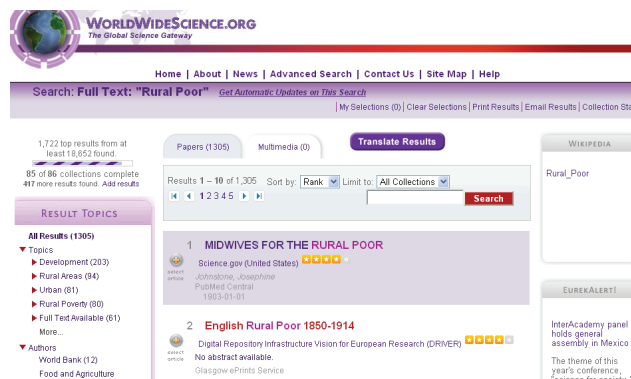 WORLDWIDESCIENCE.ORG
The Global Science Gateway
Home | About | News | Advanced Search | Contact Us | Site Map | Help
Search: Full Text: "Rural Poor" Get Automatic Updates on This Search
My Selections (0) | Clear Selections | Print Results | Email Results | Collection Sta
1,722 top results from at
least 18,652 found.
85 of 86 collections complete
417 more results found. Add results
RESULT TOPICS
All Results (1305)
Topics
Development (203)
Rural Areas (94)
Urban (81)
Rural Poverty (80)
Full Text Available (61)
More...
Authors
World Bank (12)
Food and Agriculture
Papers (1305)
Multimedia (0)
Translate Results
Results 1 – 10 of 1,305 Sort by: Rank Limit to: All Collections
1 2 3 4 5
Search
1 MIDWIVES FOR THE RURAL POOR
select article
Science.gov (United States)
Johnstone, Josephine
PubMed Central
1903-01-01
2 English Rural Poor 1850-1914
select article
Digital Repository Infrastructure Vision for European Research (DRIVER)
No abstract available.
Glasgow ePrints Service
WIKIPEDIA
Rural_Poor
EUREKALERT!
InterAcademy panel
holds general
assembly in Mexico
The theme of this
year's conference,